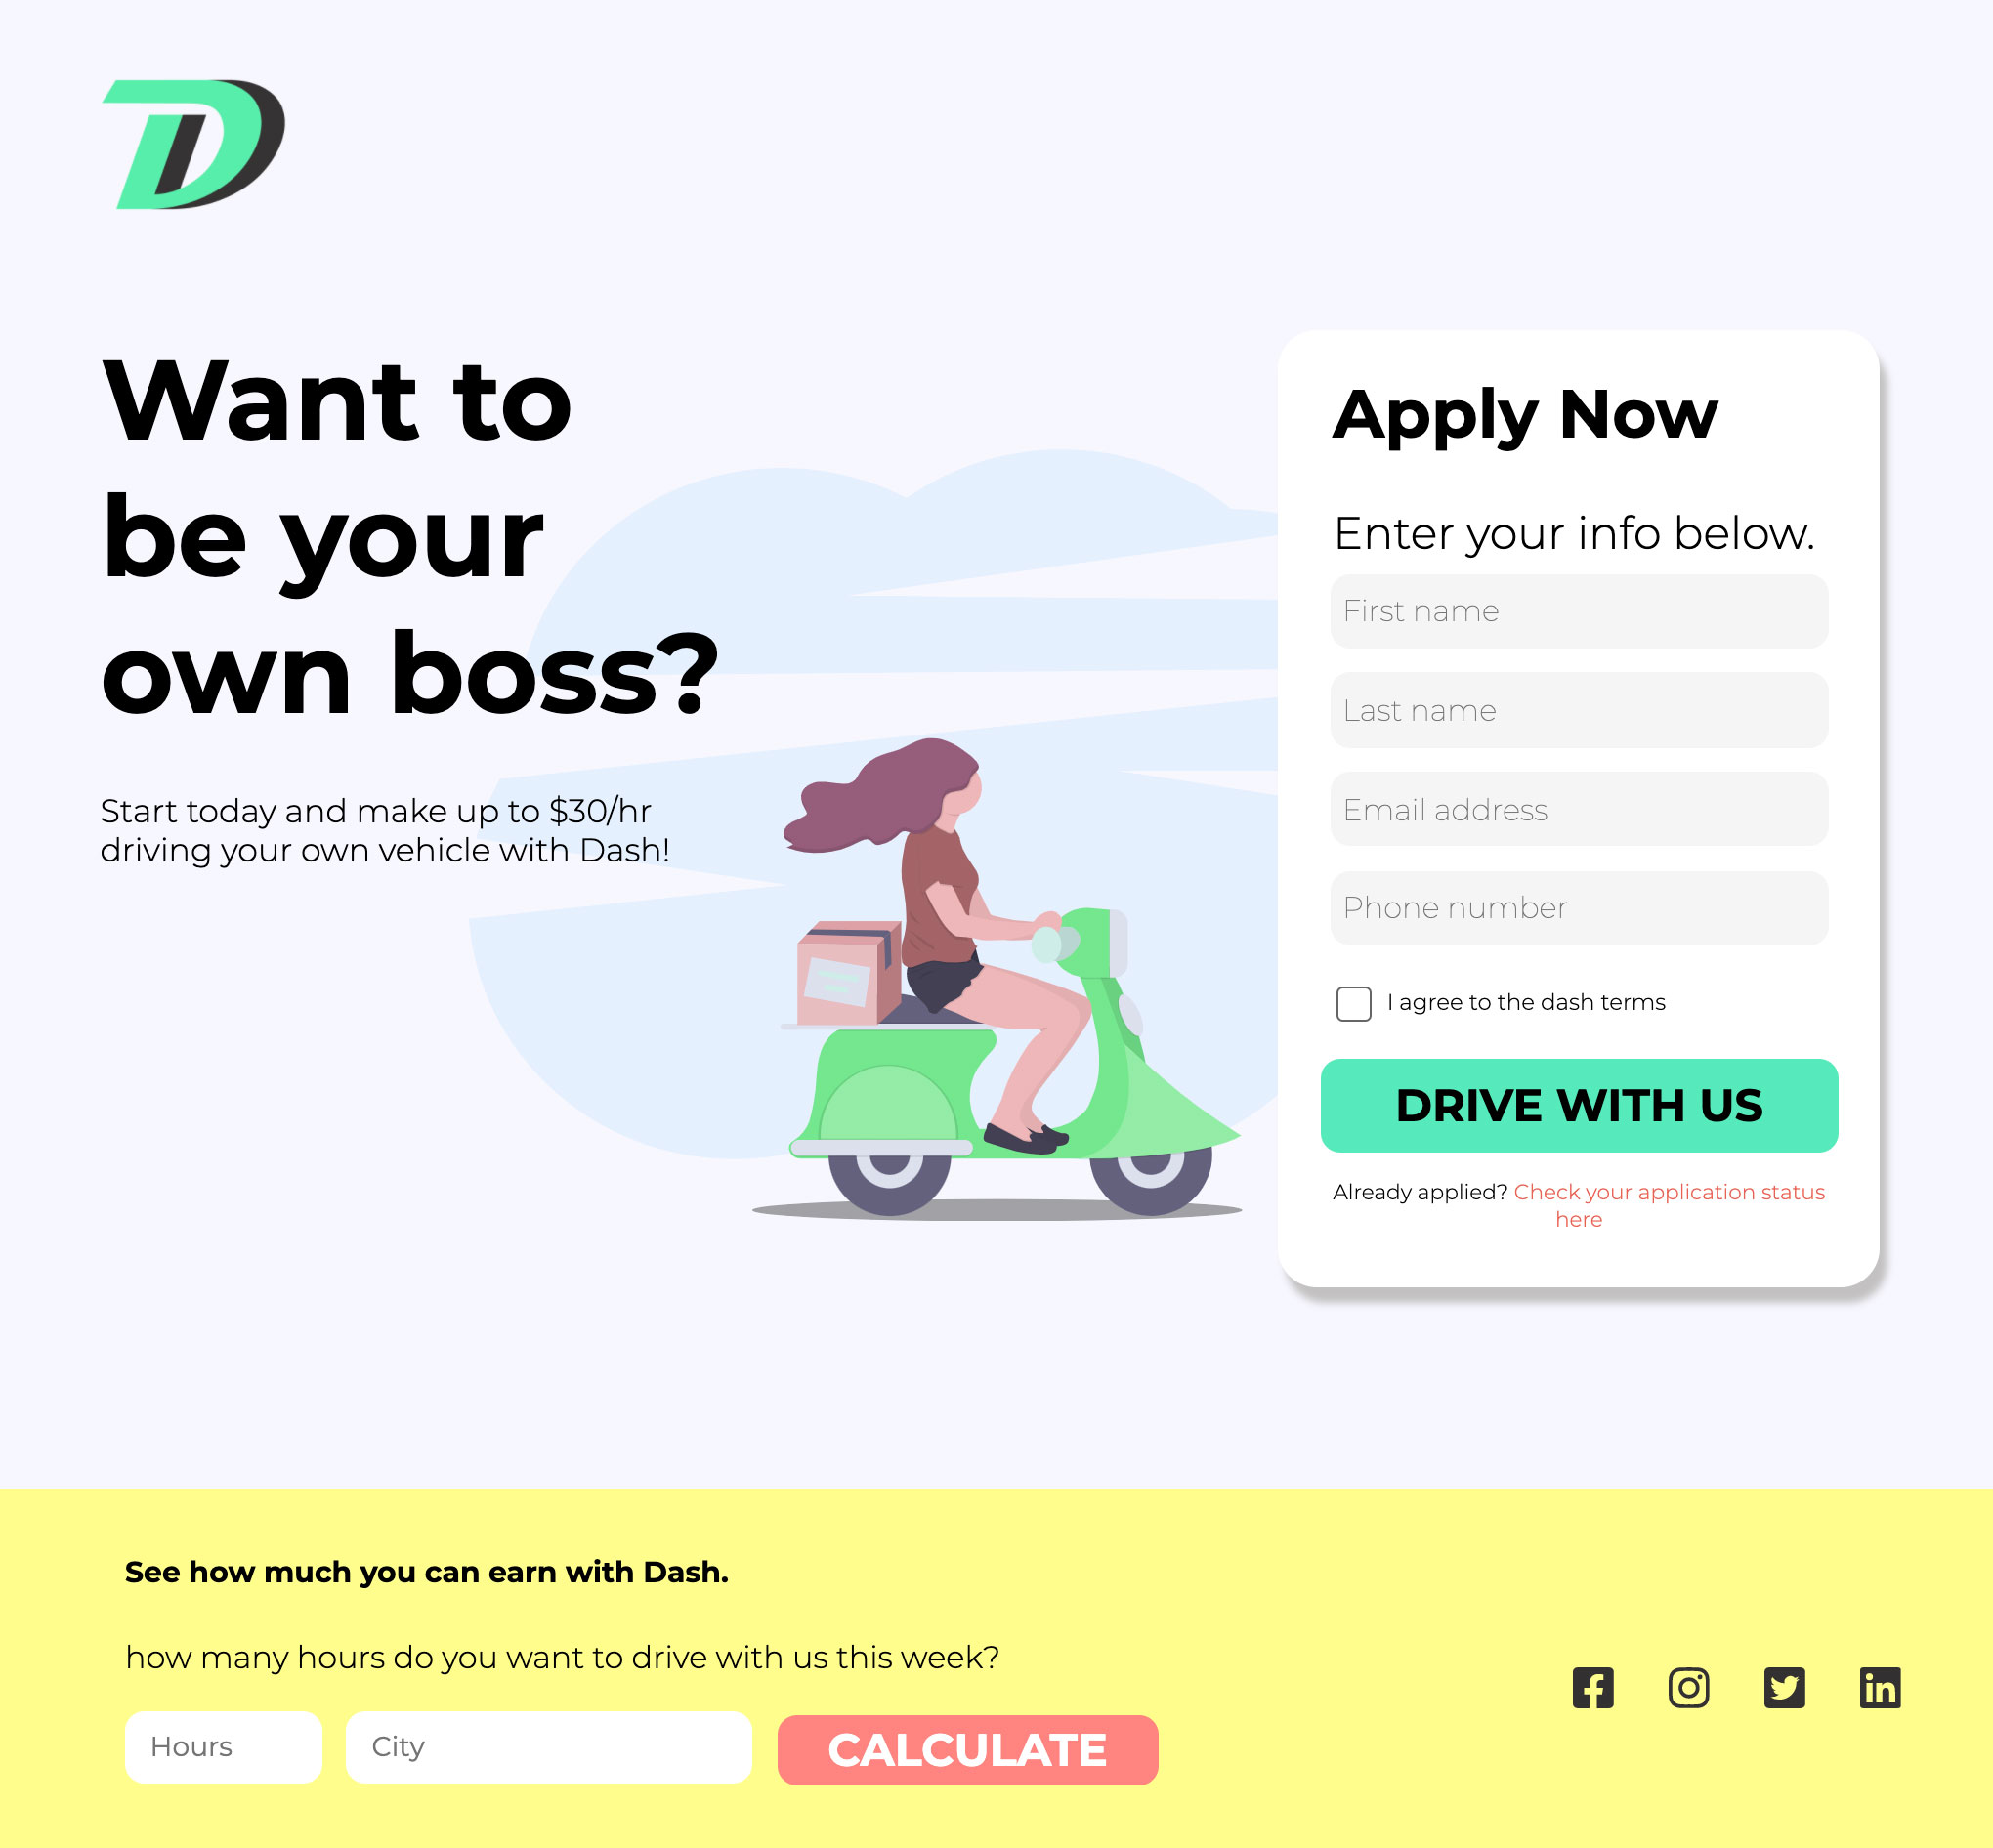 D
Want to
be your
own boss?
Start today and make up to $30/hr
driving your own vehicle with Dash!
Apply Now
Enter your info below.
First name
Last name
Email address
Phone number
I agree to the dash terms
DRIVE WITH US
Already applied? Check your application status
here
See how much you can earn with Dash.
how many hours do you want to drive with us this week?
Hours
City
CALCULATE